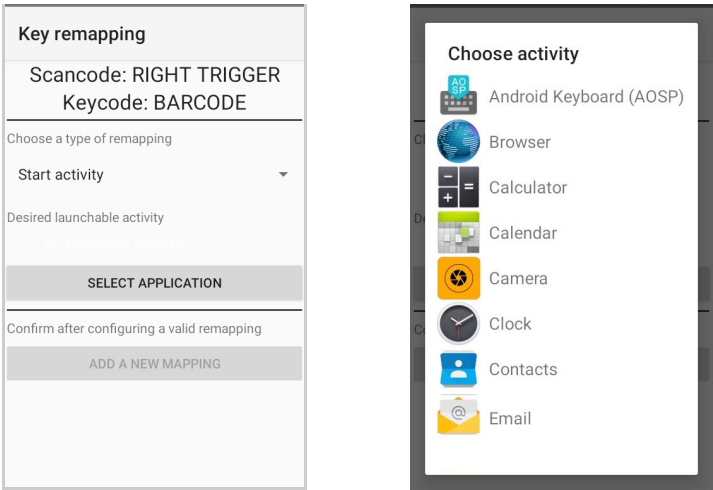 Key remapping
Scancode: RIGHT TRIGGER
Keycode: BARCODE
Choose a type of remapping
Start activity
Desired launchable activity
SELECT APPLICATION
Confirm after configuring a valid remapping
ADD A NEW MAPPING
Choose activity
AO
SP
Android Keyboard (AOSP)
Browser
Calculator
Calendar
Camera
Clock
Contacts
Email